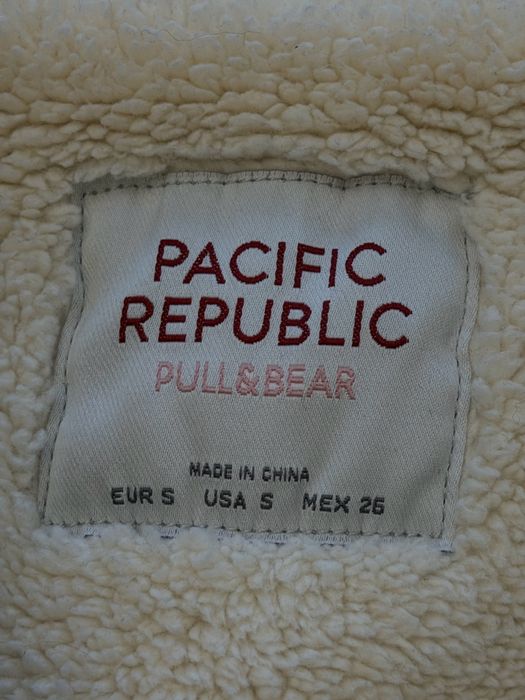 PACIFIC
REPUBLIC
PULL&BEAR
MADE IN CHINA
EUR S USA S MEX 26